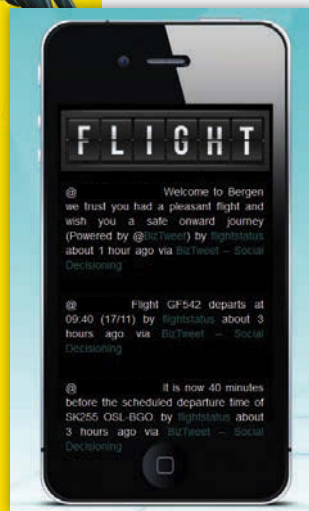 FLIGHT
@ Welcome to Bergen
we trust you had a pleasant flight and
wish you a safe onward journey
(Powered by @BizTweet) by flightstatus
about 1 hour ago via BizTweet – Social
Decisioning
@ Flight GF542 departs at
09:40 (17/11) by flightstatus about 3
hours ago via BizTweet – Social
Decisioning
@ It is now 40 minutes
before the scheduled departure time of
SK255 OSL-BGO. by flightstatus about
3 hours ago via BizTweet – Social
Decisioning